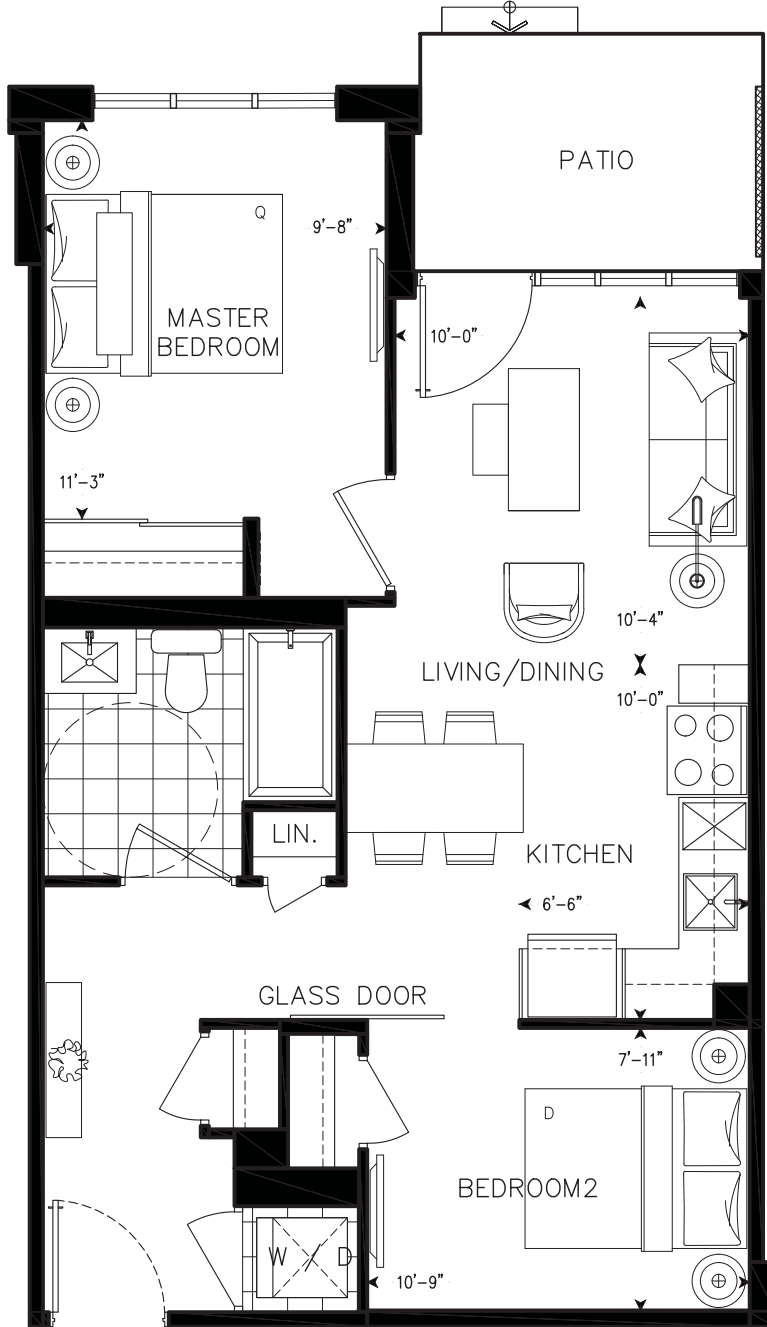 PATIO
Q
9'-8"
MASTER
BEDROOM
10'-0"
11'-3"
10'-4"
LIVING/DINING
10'-0"
LIN.
KITCHEN
6'-6"
GLASS DOOR
7'-11"
D
BEDROOM2
W / D
10'-9"